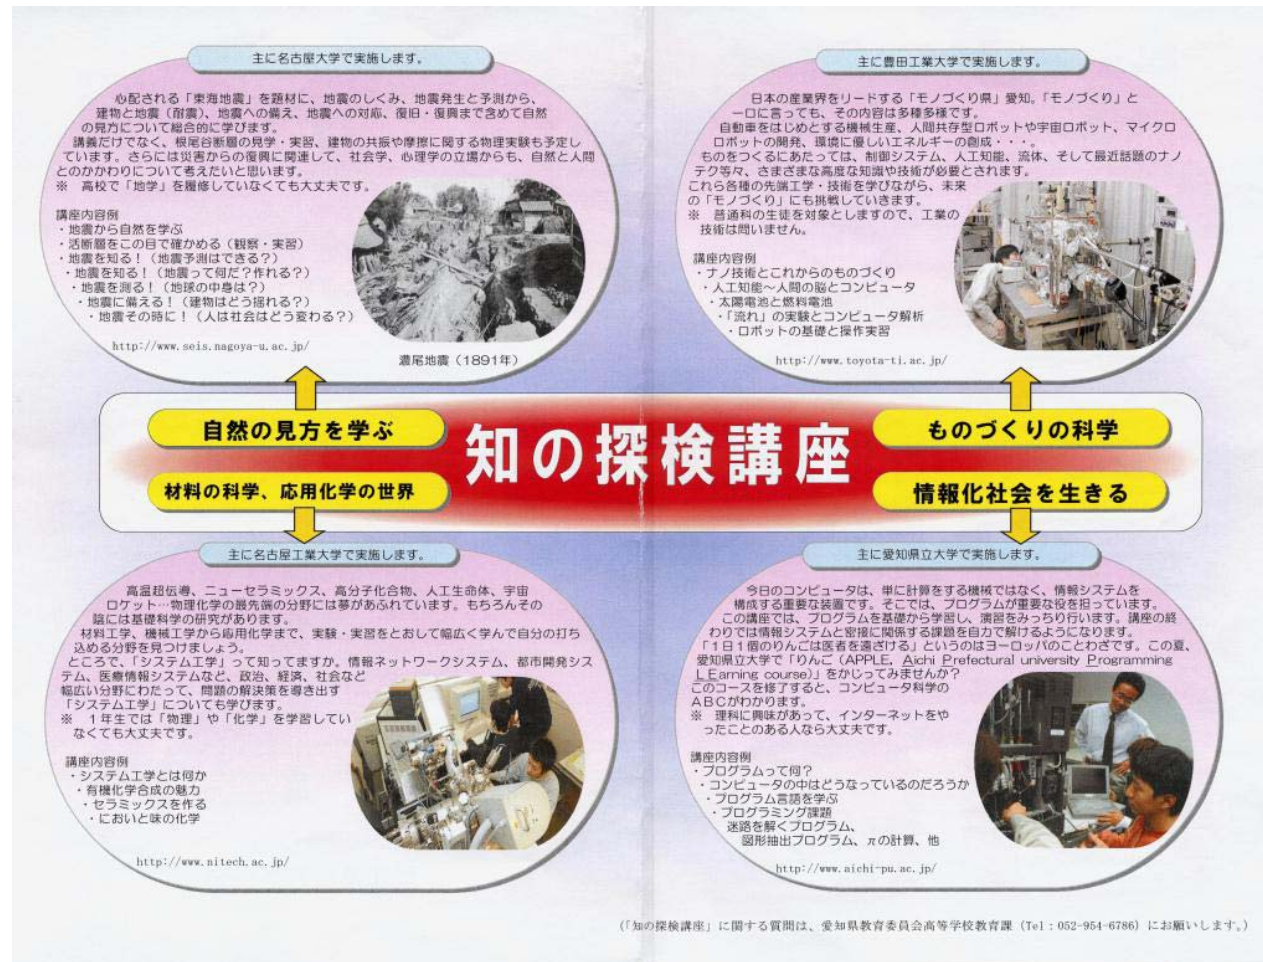 主に名古屋大学で実施します。
心配される「東海地震」を題材に、地震のしくみ、地震発生と予測から、
建物と地震（耐震）、地震への備え、地震への対応、復旧・復興まで含めて自然
の見方について総合的に学びます。
講義だけでなく、根尾谷断層の見学・実習、建物の共振や摩擦に関する物理実験も予定し
ています。さらには災害からの復興に関連して、社会学、心理学の立場からも、自然と人間
とのかかわりについて考えたいと思います。
※　高校で「地学」を履修していなくても大丈夫です。
講座内容例
・地震から自然を学ぶ
・活断層をこの目で確かめる（観察・実習）
・地震を知る！（地震予測はできる？）
・地震を知る！（地震って何だ？作れる？）
・地震を測る！（地球の中身は？）
・地震に備える！（建物はどう揺れる？）
・地震その時に！（人は社会はどう変わる？）
http://www.seis.nagoya-u.ac.jp/
濃尾地震（1891年）
主に豊田工業大学で実施します。
日本の産業界をリードする「モノづくり県」愛知。「モノづくり」と
一口に言っても、その内容は多種多様です。
自動車をはじめとする機械生産、人間共存型ロボットや宇宙ロボット、マイクロ
ロボットの開発、環境に優しいエネルギーの創成・・・。
ものをつくるにあたっては、制御システム、人工知能、流体、そして最近話題のナノ
テク等々、さまざまな高度な知識や技術が必要とされます。
これら各種の先端工学・技術を学びながら、未来
の「モノづくり」にも挑戦していきます。
※　普通科の生徒を対象としますので、工業の
技術は問いません。
講座内容例
・ナノ技術とこれからのものづくり
・人工知能～人間の脳とコンピュータ
・太陽電池と燃料電池
・「流れ」の実験とコンピュータ解析
・ロボットの基礎と操作実習
http://www.toyota-ti.ac.jp/
自然の見方を学ぶ
ものづくりの科学
知の探検講座
材料の科学、応用化学の世界
情報化社会を生きる
主に名古屋工業大学で実施します。
高温超伝導、ニューセラミックス、高分子化合物、人工生命体、宇宙
ロケット…物理化学の最先端の分野には夢があふれています。もちろんその
陰には基礎科学の研究があります。
材料工学、機械工学から応用化学まで、実験・実習をとおして幅広く学んで自分の打ち
込める分野を見つけましょう。
ところで、「システム工学」って知ってますか。情報ネットワークシステム、都市開発シス
テム、医療情報システムなど、政治、経済、社会など
幅広い分野にわたって、問題の解決策を導き出す
「システム工学」についても学びます。
※　１年生では「物理」や「化学」を学習してい
なくても大丈夫です。
講座内容例
・システム工学とは何か
・有機化学合成の魅力
・セラミックスを作る
・においと味の化学
http://www.nitech.ac.jp/
主に愛知県立大学で実施します。
今日のコンピュータは、単に計算をする機械ではなく、情報システムを
構成する重要な装置です。そこでは、プログラムが重要な役を担っています。
この講座では、プログラムを基礎から学習し、演習をみっちり行います。講座の終
わりでは情報システムと密接に関係する課題を自力で解けるようになります。
「１日１個のりんごは医者を遠ざける」というのはヨーロッパのことわざです。この夏、
愛知県立大学で「りんご（APPLE、Aichi Prefectural university Programming
LEarning course）」をかじってみませんか？
このコースを修了すると、コンピュータ科学の
ABCがわかります。
※　理科に興味があって、インターネットをや
ったことのある人なら大丈夫です。
講座内容例
・プログラムって何？
・コンピュータの中はどうなっているのだろうか
・プログラム言語を学ぶ
・プログラミング課題
迷路を解くプログラム、
図形抽出プログラム、πの計算、他
http://www.aichi-pu.ac.jp/
（「知の探検講座」に関する質問は、愛知県教育委員会高等学校教育課（Tel：052-954-6786）にお願いします。）